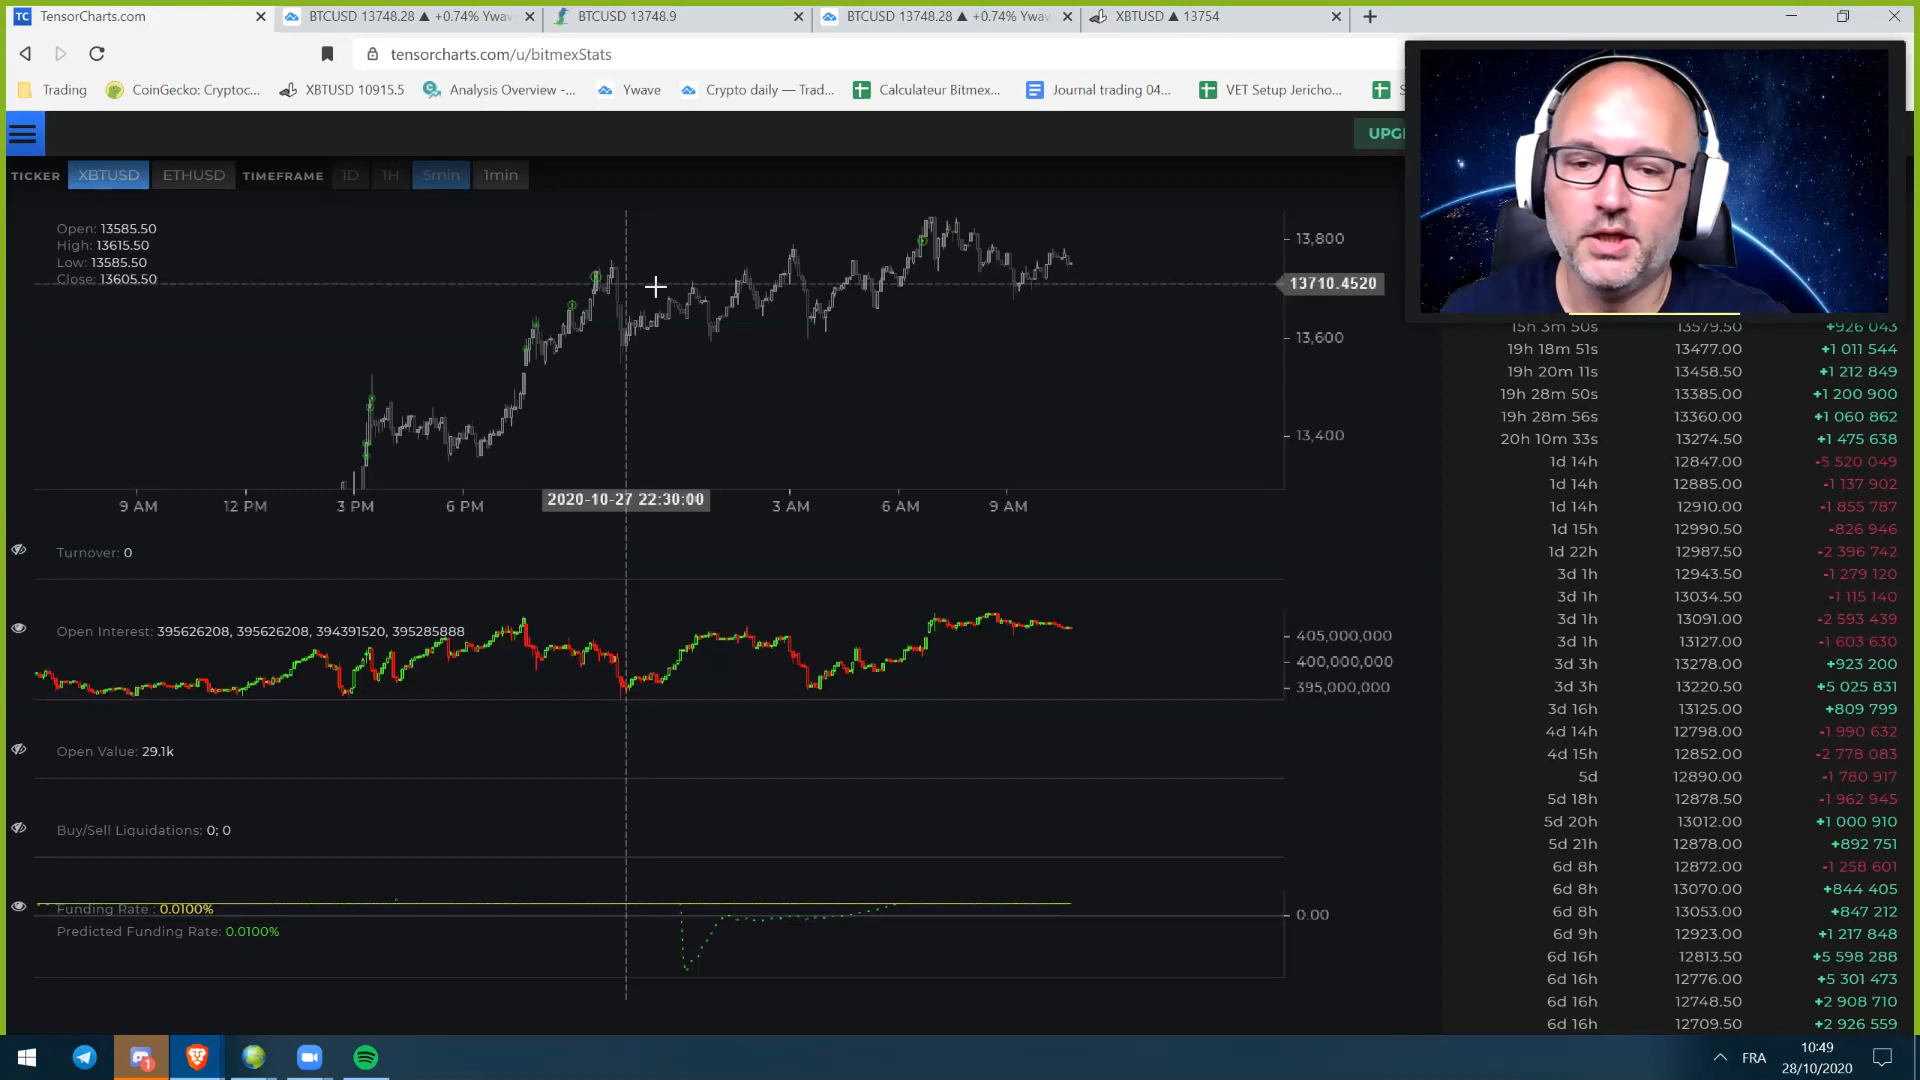 TC TensorCharts.com
BTCUSD 13748.28 ▲ +0.74% Ywave
BTCUSD 13748.9
BTCUSD 13748.28 ▲ +0.74% Ywav
XBTUSD ▲ 13754
tensorcharts.com/u/bitmexStats
Trading
CoinGecko: Cryptoc...
XBTUSD 10915.5
Analysis Overview -...
Ywave
Crypto daily — Trad...
Calculateur Bitmex...
Journal trading 04...
VET Setup Jericho...
UPG
TICKER XBTUSD ETHUSD TIMEFRAME 1D 1H 5min 1min
Open: 13585.50
High: 13615.50
Low: 13585.50
Close: 13605.50
13,800
13710.4520
13,600
13,400
9 AM 12 PM 3 PM 6 PM 2020-10-27 22:30:00 3 AM 6 AM 9 AM
Turnover: 0
Open Interest: 395626208, 395626208, 394391520, 395285888
405,000,000
400,000,000
395,000,000
Open Value: 29.1k
Buy/Sell Liquidations: 0; 0
Funding Rate : 0.0100%
0.00
Predicted Funding Rate: 0.0100%
15h 3m 50s 13579.50 +926 043
19h 18m 51s 13477.00 +1 011 544
19h 20m 11s 13458.50 +1 212 849
19h 28m 50s 13385.00 +1 200 900
19h 28m 56s 13360.00 +1 060 862
20h 10m 33s 13274.50 +1 475 638
1d 14h 12847.00 -5 520 049
1d 14h 12885.00 -1 137 902
1d 14h 12910.00 -1 855 787
1d 15h 12990.50 -826 946
1d 22h 12987.50 -2 396 742
3d 1h 12943.50 -1 279 120
3d 1h 13034.50 -1 115 140
3d 1h 13091.00 -2 593 439
3d 1h 13127.00 -1 603 630
3d 3h 13278.00 +923 200
3d 3h 13220.50 +5 025 831
3d 16h 13125.00 +809 799
4d 14h 12798.00 -1 990 632
4d 15h 12852.00 -2 778 083
5d 12890.00 -1 780 917
5d 18h 12878.50 -1 962 945
5d 20h 13012.00 +1 000 910
5d 21h 12878.00 +892 751
6d 8h 12872.00 -1 258 601
6d 8h 13070.00 +844 405
6d 8h 13053.00 +847 212
6d 9h 12923.00 +1 217 848
6d 16h 12813.50 +5 598 288
6d 16h 12776.00 +5 301 473
6d 16h 12748.50 +2 908 710
6d 16h 12709.50 +2 926 559
1
FRA
10:49
28/10/2020